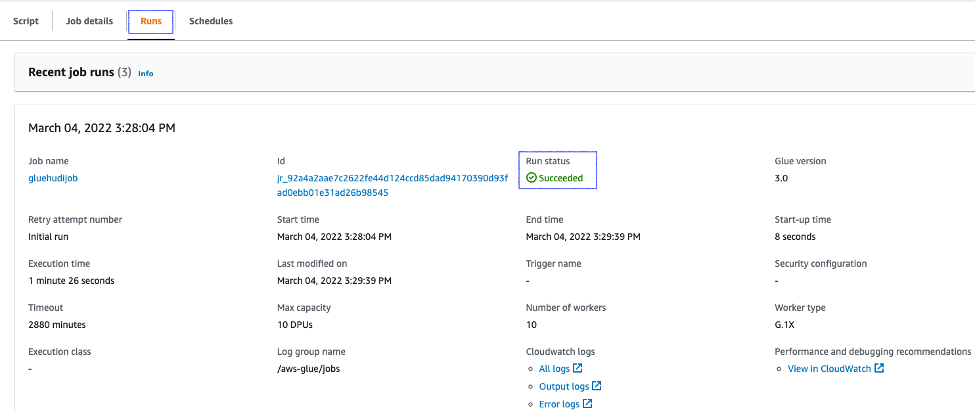 Script Job details Runs Schedules
Recent job runs (3) Info
March 04, 2022 3:28:04 PM
Job name Id Run status Glue version
gluehudijob jr_92a4a2aae7c2622fe44d124ccd85dad94170390d93f Succeeded 3.0
ad0ebb01e31ad26b98545
Retry attempt number Start time End time Start-up time
Initial run March 04, 2022 3:28:04 PM March 04, 2022 3:29:39 PM 8 seconds
Execution time Last modified on Trigger name Security configuration
1 minute 26 seconds March 04, 2022 3:29:39 PM - -
Timeout Max capacity Number of workers Worker type
2880 minutes 10 DPUs 10 G.1X
Execution class Log group name Cloudwatch logs Performance and debugging recommendations
- /aws-glue/jobs All logs View in CloudWatch
Output logs
Error logs